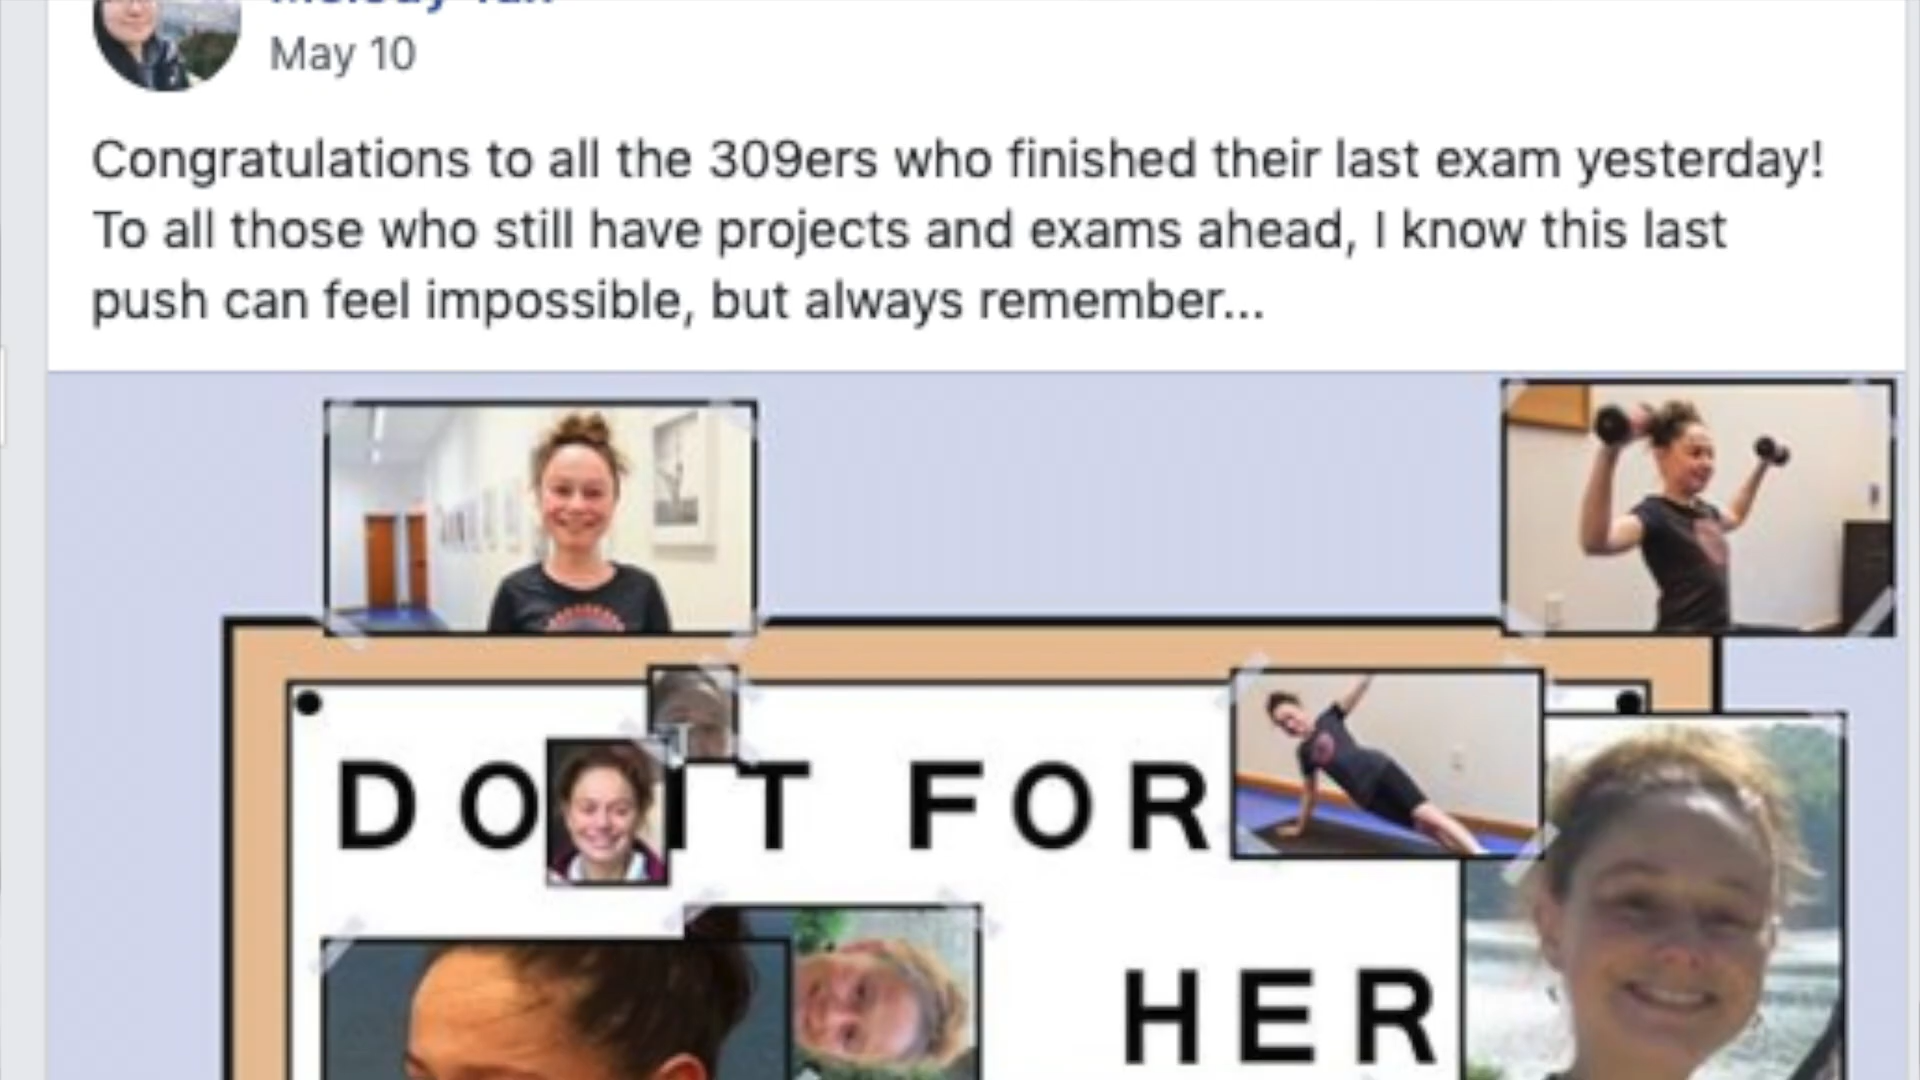 May 10
Congratulations to all the 309ers who finished their last exam yesterday!
To all those who still have projects and exams ahead, I know this last
push can feel impossible, but always remember...
DO IT FOR
HER